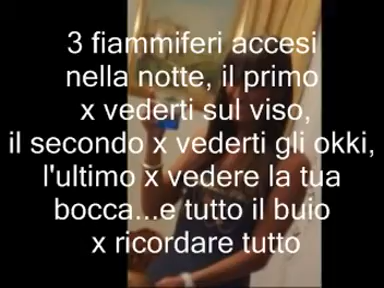 3 fiammiferi accesi
nella notte, il primo
x vederti sul viso,
il secondo x vederti gli okki,
l'ultimo x vedere la tua
bocca...e tutto il buio
x ricordare tutto